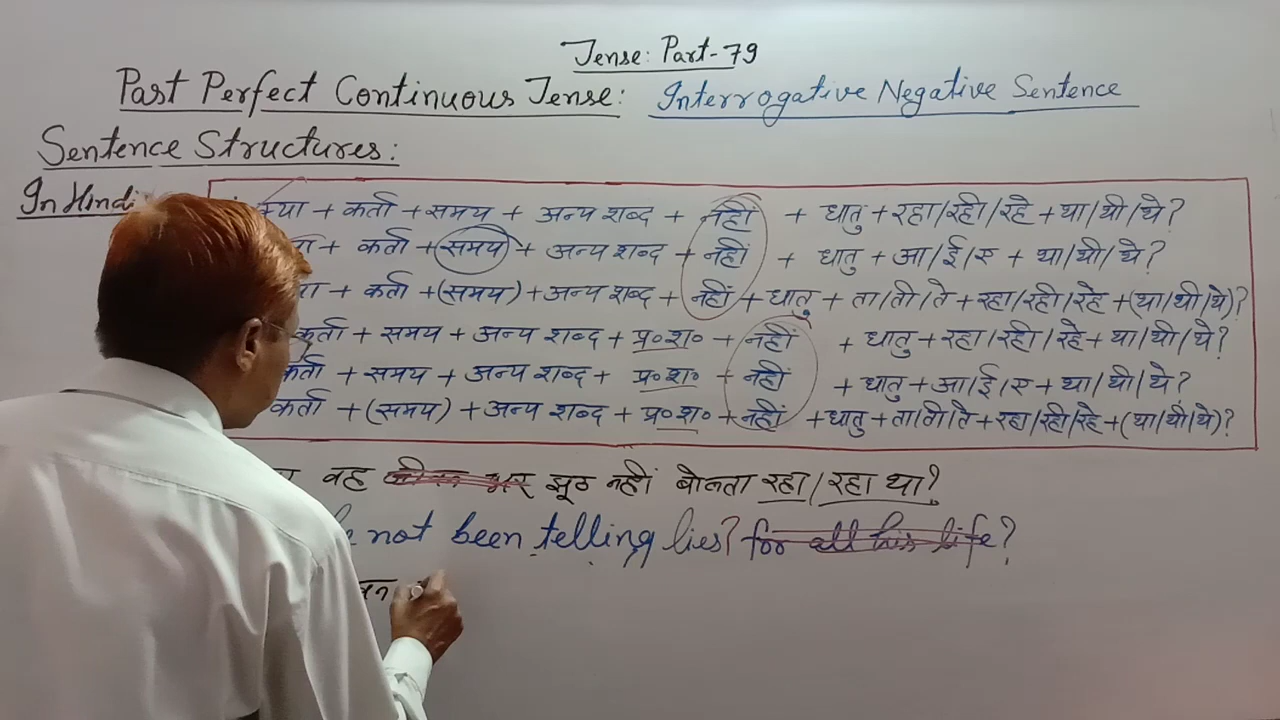 Tense: Part-79
Past Perfect Continuous Tense: Interrogative Negative Sentence
Sentence Structures:
In Hindi
क्या + कर्ता + समय + अन्य शब्द + नहीं + धातु + रहा/रही/रहे + था/थी/थे?
+ कर्ता + (समय) + अन्य शब्द + नहीं + धातु + आ/ई/ए + था/थी/थे?
+ कर्ता + (समय) + अन्य शब्द + नहीं + धातु + ता/ती/ते + रहा/रही/रहे + (था/थी/थे)?
कर्ता + समय + अन्य शब्द + प्र॰ श॰ + नहीं + धातु + रहा/रही/रहे + था/थी/थे?
कर्ता + समय + अन्य शब्द + प्र॰ श॰ + नहीं + धातु + आ/ई/ए + था/थी/थे?
कर्ता + (समय) + अन्य शब्द + प्र॰ श॰ + नहीं + धातु + ता/ती/ते + रहा/रही/रहे + (था/थी/थे)?
वह जीवन भर झूठ नहीं बोलता रहा/रहा था?
not been telling lies? for all his life?